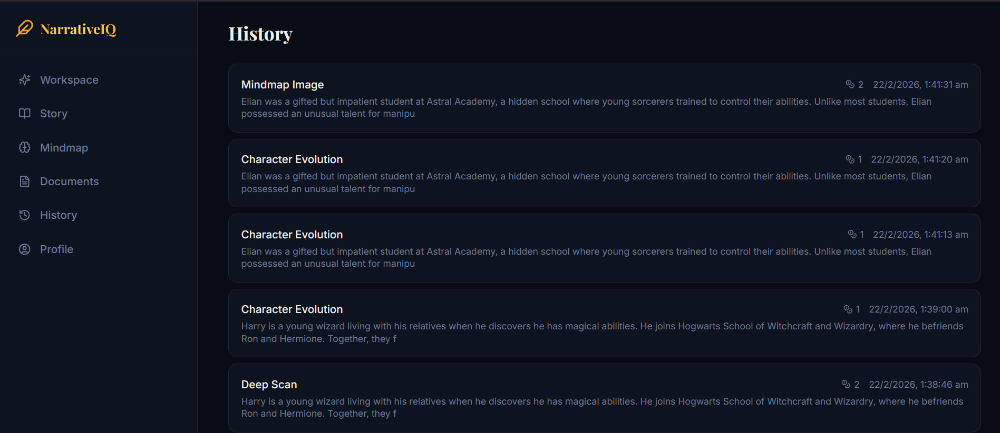 NarrativeIQ
Workspace
Story
Mindmap
Documents
History
Profile
History
Mindmap Image
2 22/2/2026, 1:41:31 am
Elian was a gifted but impatient student at Astral Academy, a hidden school where young sorcerers trained to control their abilities. Unlike most students, Elian
possessed an unusual talent for manipu
Character Evolution
1 22/2/2026, 1:41:20 am
Elian was a gifted but impatient student at Astral Academy, a hidden school where young sorcerers trained to control their abilities. Unlike most students, Elian
possessed an unusual talent for manipu
Character Evolution
1 22/2/2026, 1:41:13 am
Elian was a gifted but impatient student at Astral Academy, a hidden school where young sorcerers trained to control their abilities. Unlike most students, Elian
possessed an unusual talent for manipu
Character Evolution
1 22/2/2026, 1:39:00 am
Harry is a young wizard living with his relatives when he discovers he has magical abilities. He joins Hogwarts School of Witchcraft and Wizardry, where he befriends
Ron and Hermione. Together, they f
Deep Scan
2 22/2/2026, 1:38:46 am
Harry is a young wizard living with his relatives when he discovers he has magical abilities. He joins Hogwarts School of Witchcraft and Wizardry, where he befriends
Ron and Hermione. Together, they f